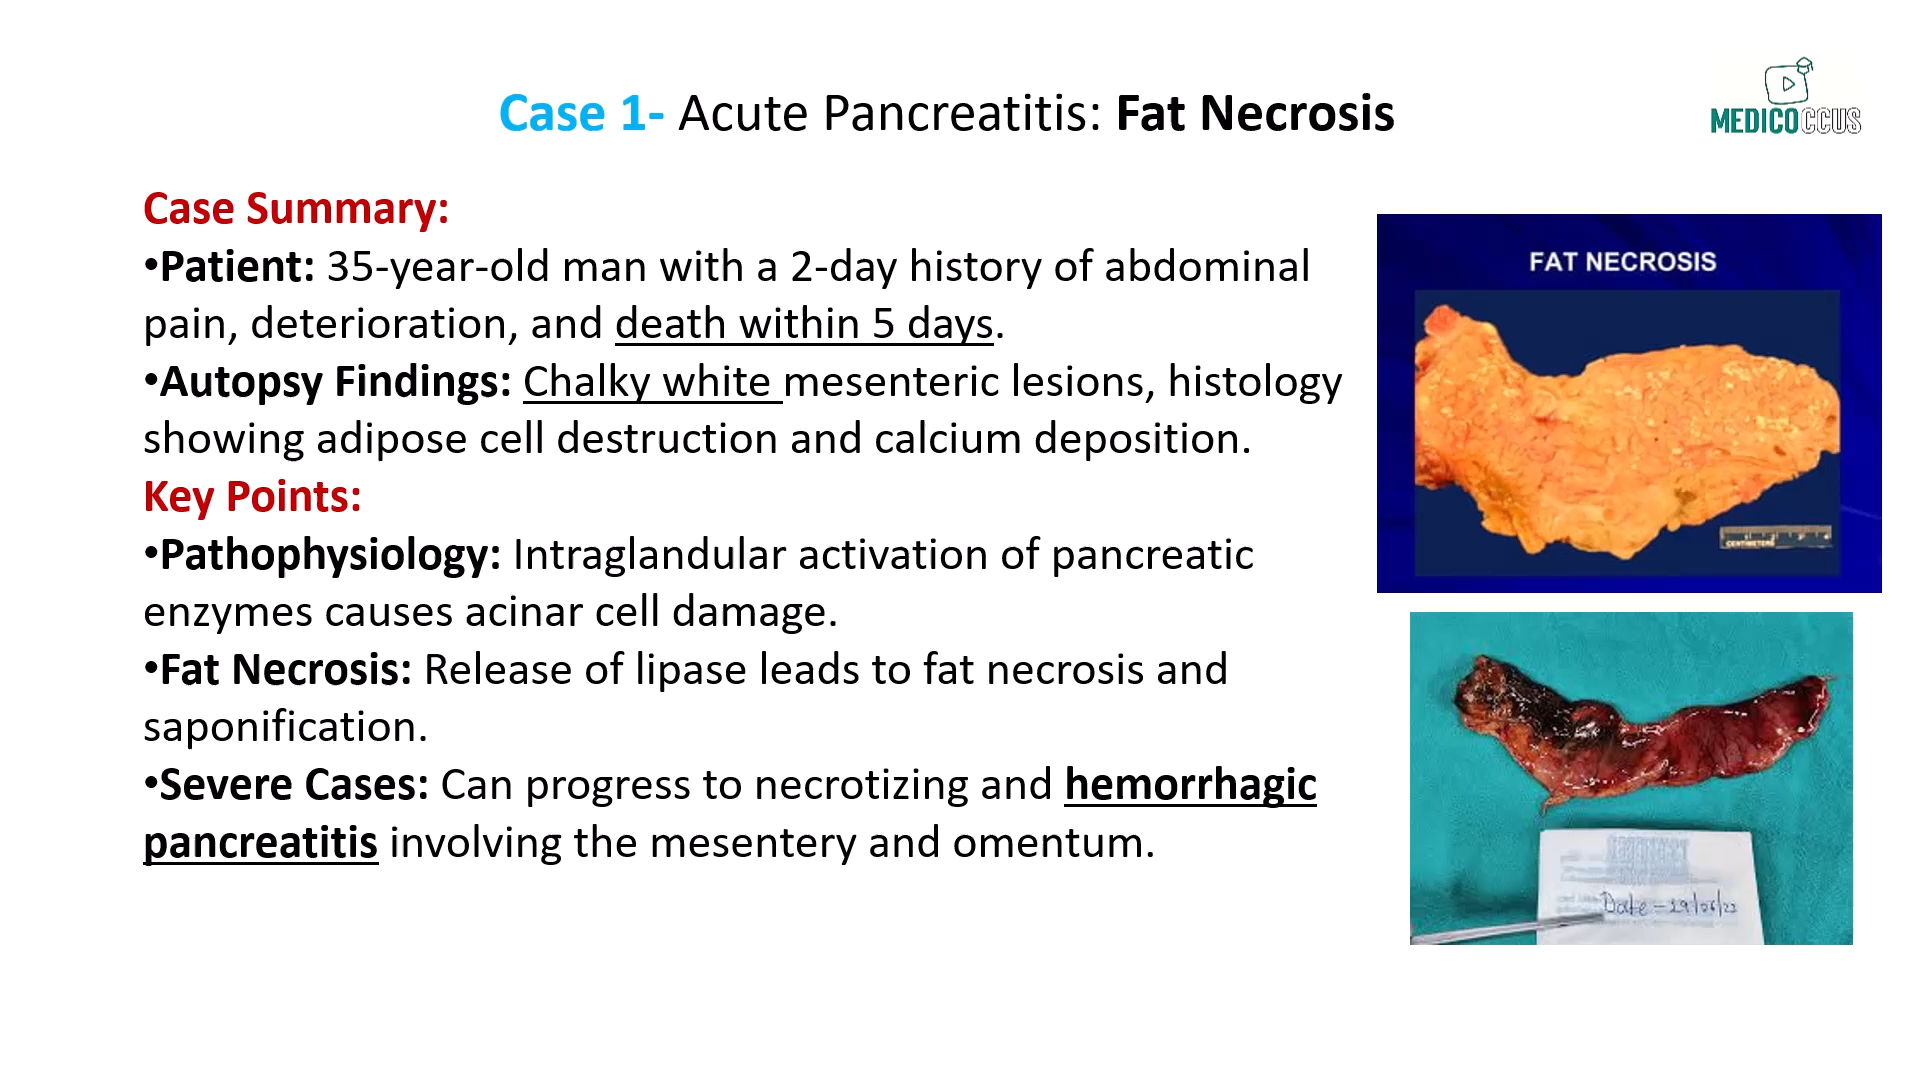 Case 1- Acute Pancreatitis: Fat Necrosis
MEDICOCCUS
Case Summary:
•Patient: 35-year-old man with a 2-day history of abdominal
pain, deterioration, and death within 5 days.
•Autopsy Findings: Chalky white mesenteric lesions, histology
showing adipose cell destruction and calcium deposition.
Key Points:
•Pathophysiology: Intraglandular activation of pancreatic
enzymes causes acinar cell damage.
•Fat Necrosis: Release of lipase leads to fat necrosis and
saponification.
•Severe Cases: Can progress to necrotizing and hemorrhagic
pancreatitis involving the mesentery and omentum.
FAT NECROSIS
CENTIMETERS
Date -